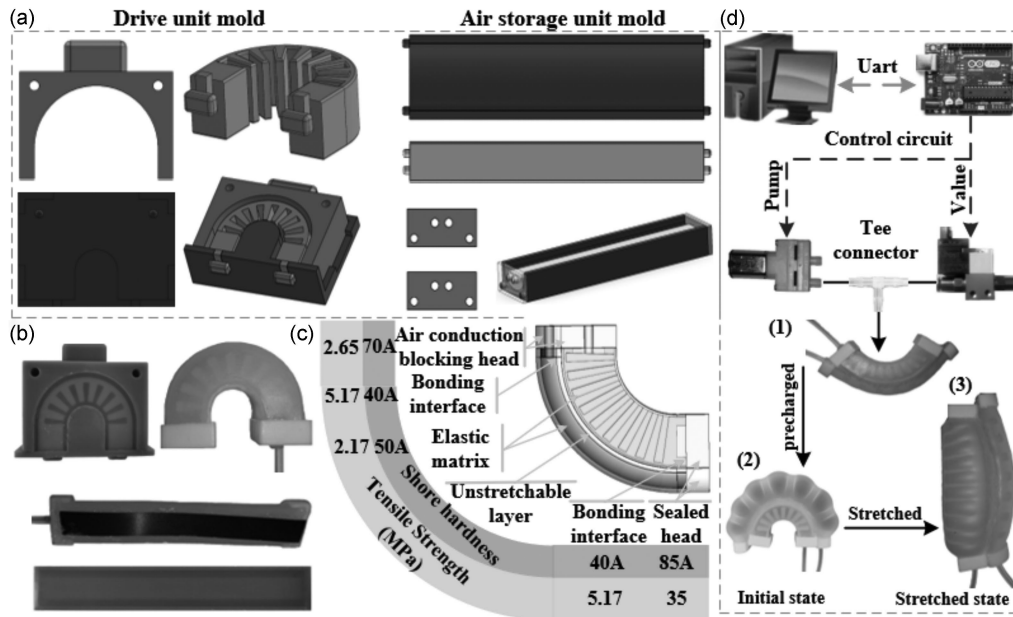 (a)
Drive unit mold
Air storage unit mold
(b)
(c)
2.65 70A
5.17 40A
2.17 50A
Air conduction
blocking head
Bonding
interface
Elastic
matrix
Unstretchable
layer
Shore hardness
Tensile Strength
(MPa)
Bonding
interface
Sealed
head
40A
85A
5.17
35
(d)
Uart
Control circuit
Pump
Value
Tee
connector
(1)
precharged
(2)
(3)
Stretched
Initial state
Stretched state